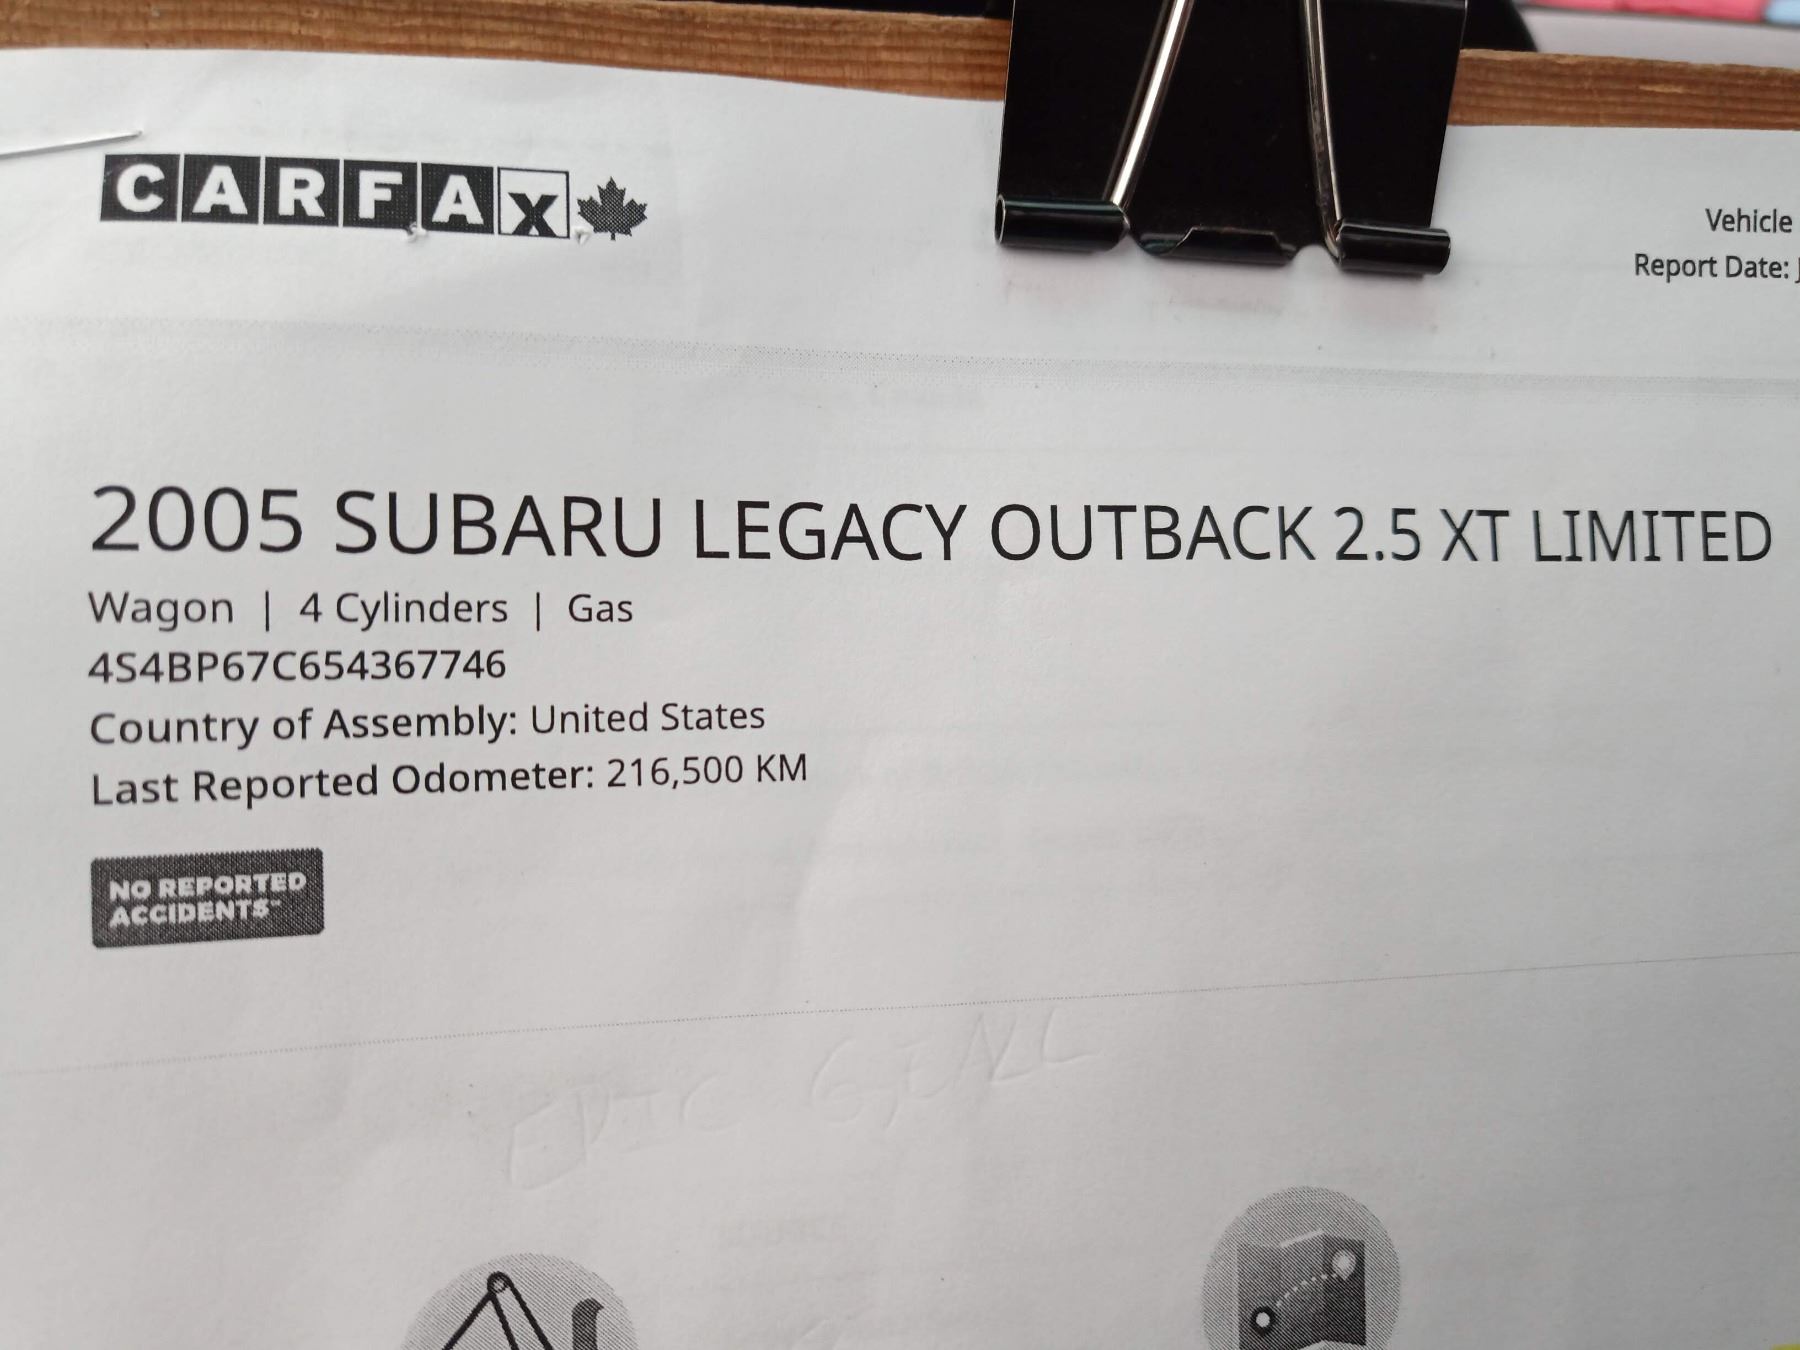 CARFAX
Vehicle
Report Date:
2005 SUBARU LEGACY OUTBACK 2.5 XT LIMITED
Wagon | 4 Cylinders | Gas
4S4BP67C654367746
Country of Assembly: United States
Last Reported Odometer: 216,500 KM
NO REPORTED
ACCIDENTS™